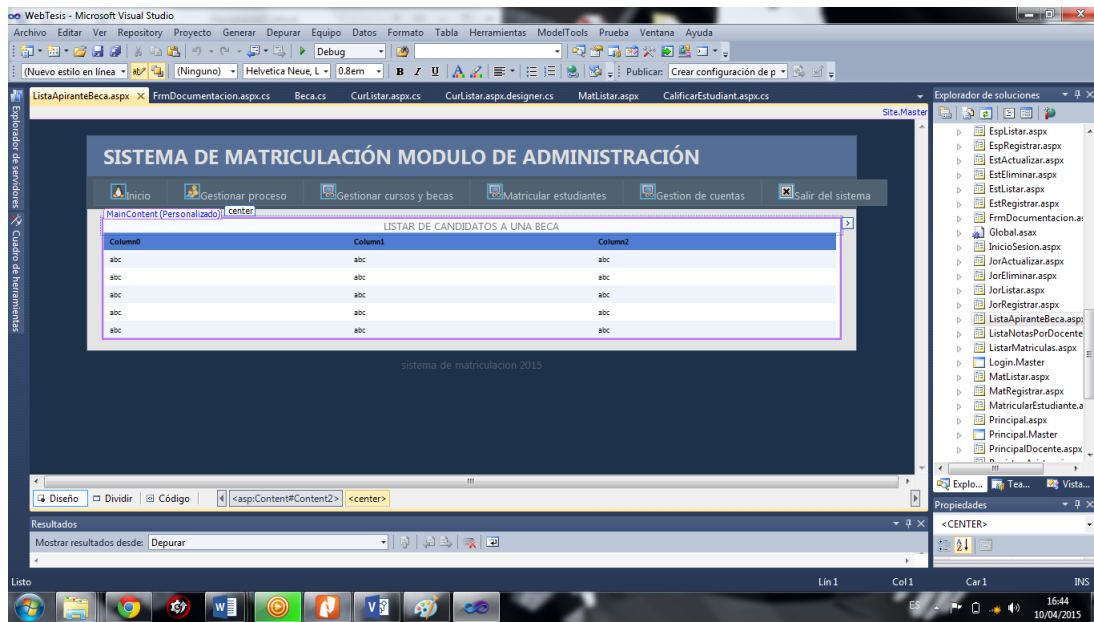 WebTesis - Microsoft Visual Studio
Archivo Editar Ver Repository Proyecto Generar Depurar Equipo Datos Formato Tabla Herramientas ModelTools Prueba Ventana Ayuda
Debug
(Nuevo estilo en línea (Ninguno) Helvetica Neue, L 0.8em B I U A Publicar: Crear configuración de p
ListaApiranteBeca.aspx FrmDocumentacion.aspx.cs Beca.cs CurListar.aspx.cs CurListar.aspx.designer.cs MatListar.aspx CalificarEstudiant.aspx.cs
Site.Master
Explorador de servidores
Cuadro de herramientas
SISTEMA DE MATRICULACIÓN MODULO DE ADMINISTRACIÓN
Inicio Gestionar proceso Gestionar cursos y becas Matricular estudiantes Gestion de cuentas Salir del sistema
MainContent (Personalizado) center
LISTAR DE CANDIDATOS A UNA BECA
Column0 Column1 Column2
abc abc abc
abc abc abc
abc abc abc
abc abc abc
abc abc abc
sistema de matriculacion 2015
Diseño Dividir Código <asp:Content#Content2> <center>
Resultados
Mostrar resultados desde: Depurar
Explorador de soluciones
EspListar.aspx
EspRegistrar.aspx
EstActualizar.aspx
EstEliminar.aspx
EstListar.aspx
EstRegistrar.aspx
FrmDocumentacion.as
Global.asax
InicioSesion.aspx
JorActualizar.aspx
JorEliminar.aspx
JorListar.aspx
JorRegistrar.aspx
ListaApiranteBeca.asp
ListaNotasPorDocente
ListarMatriculas.aspx
Login.Master
MatListar.aspx
MatRegistrar.aspx
MatricularEstudiante.a
Principal.aspx
Principal.Master
PrincipalDocente.aspx
Explo... Tea... Vista...
Propiedades
<CENTER>
Listo Lín 1 Col 1 Car 1 INS
ES 16:44
10/04/2015